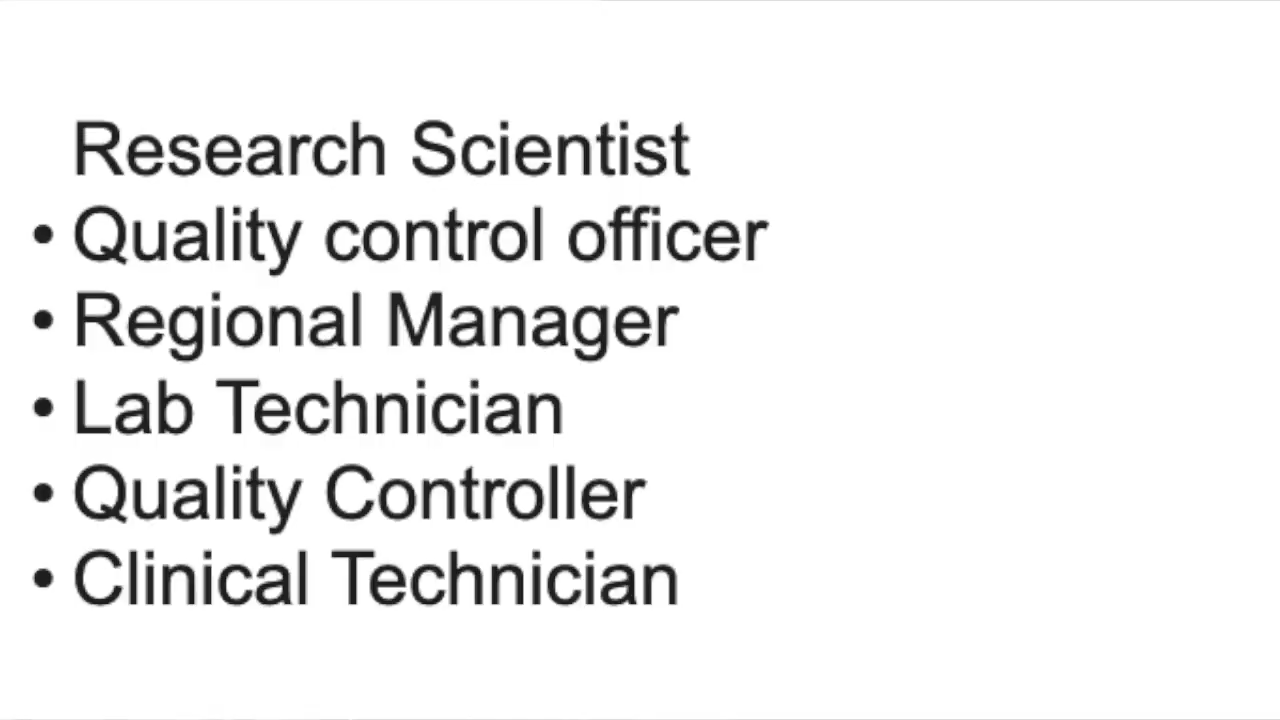 Research Scientist
• Quality control officer
• Regional Manager
• Lab Technician
• Quality Controller
• Clinical Technician